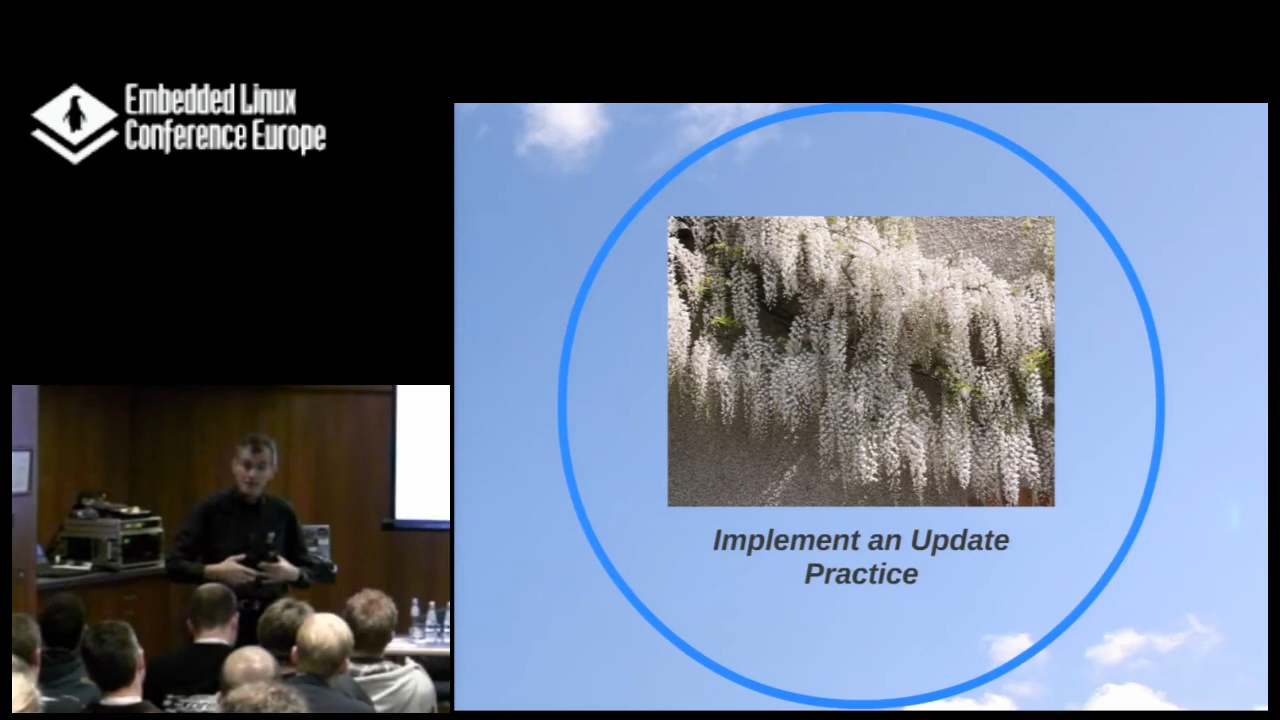 Embedded Linux
Conference Europe
Implement an Update
Practice